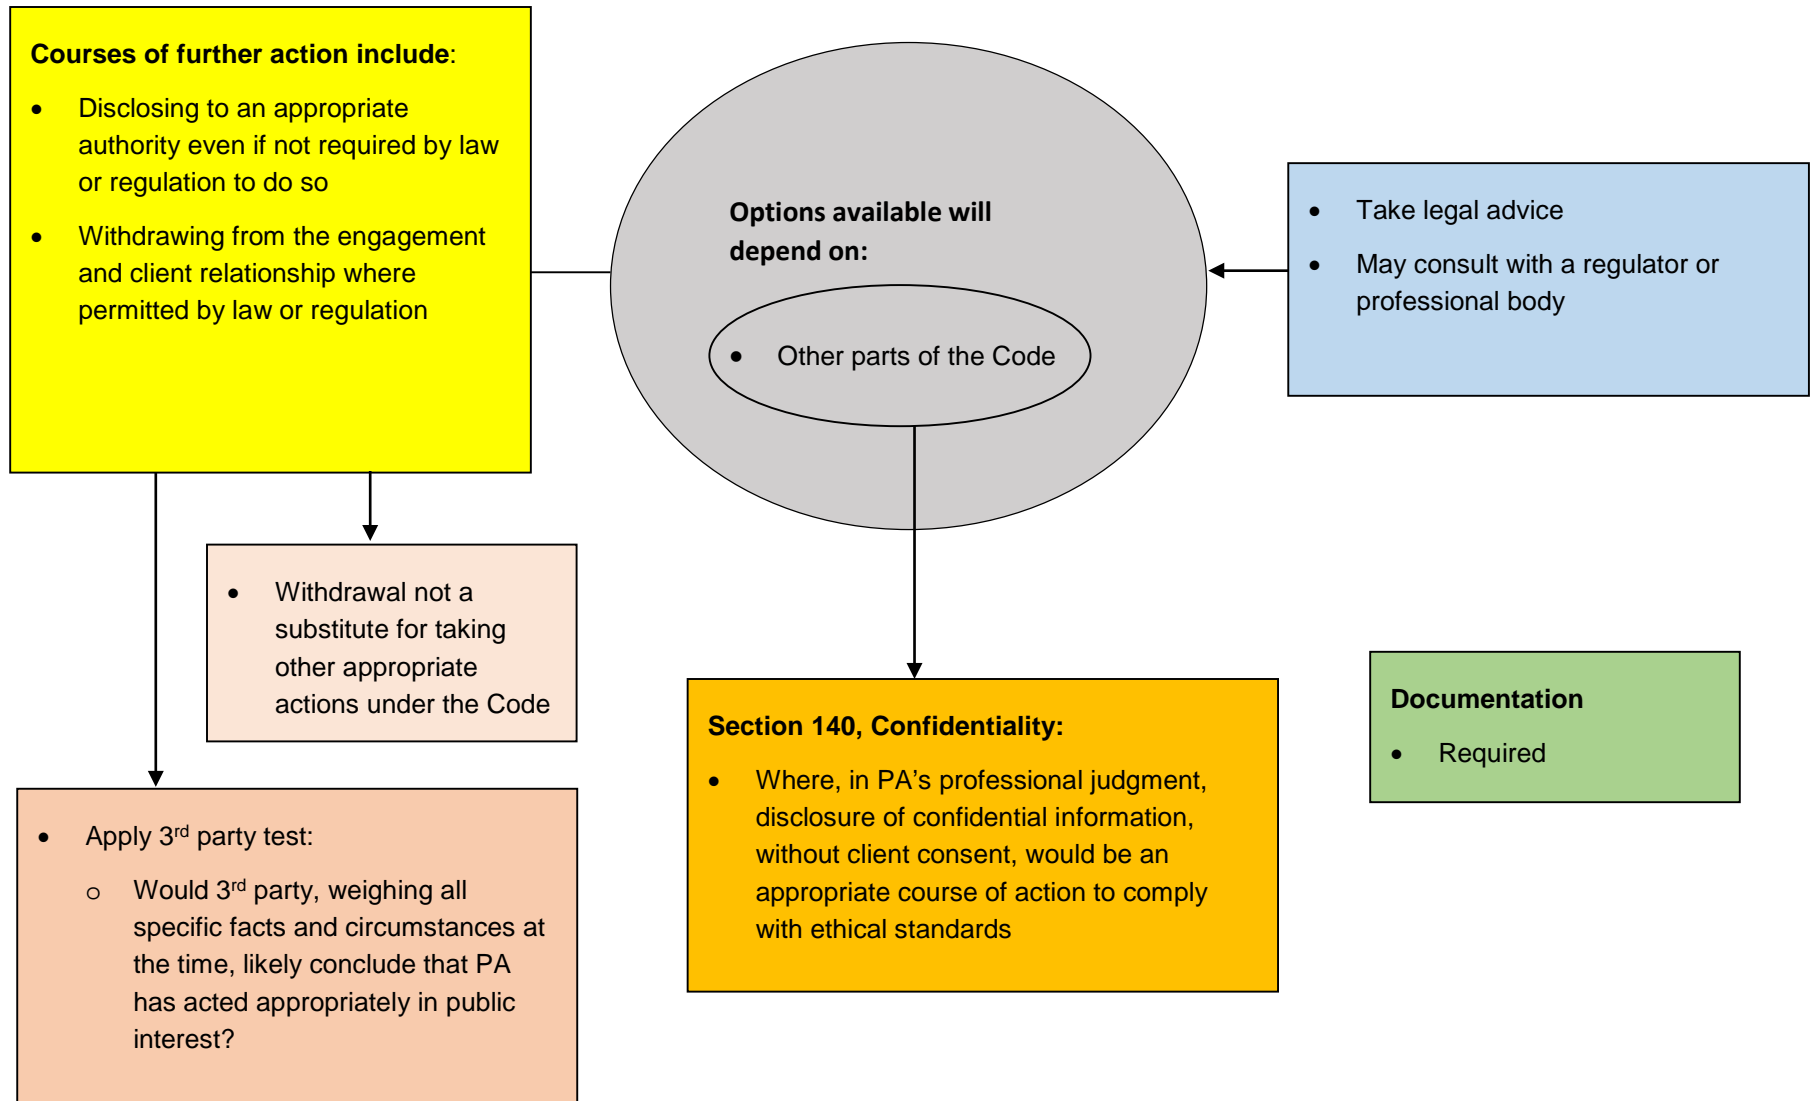 Courses of further action include:
• Disclosing to an appropriate
authority even if not required by law
or regulation to do so
• Withdrawing from the engagement
and client relationship where
permitted by law or regulation
Options available will
depend on:
• Other parts of the Code
• Take legal advice
• May consult with a regulator or
professional body
• Withdrawal not a
substitute for taking
other appropriate
actions under the Code
Section 140, Confidentiality:
• Where, in PA’s professional judgment,
disclosure of confidential information,
without client consent, would be an
appropriate course of action to comply
with ethical standards
Documentation
• Required
• Apply 3rd party test:
o Would 3rd party, weighing all
specific facts and circumstances at
the time, likely conclude that PA
has acted appropriately in public
interest?